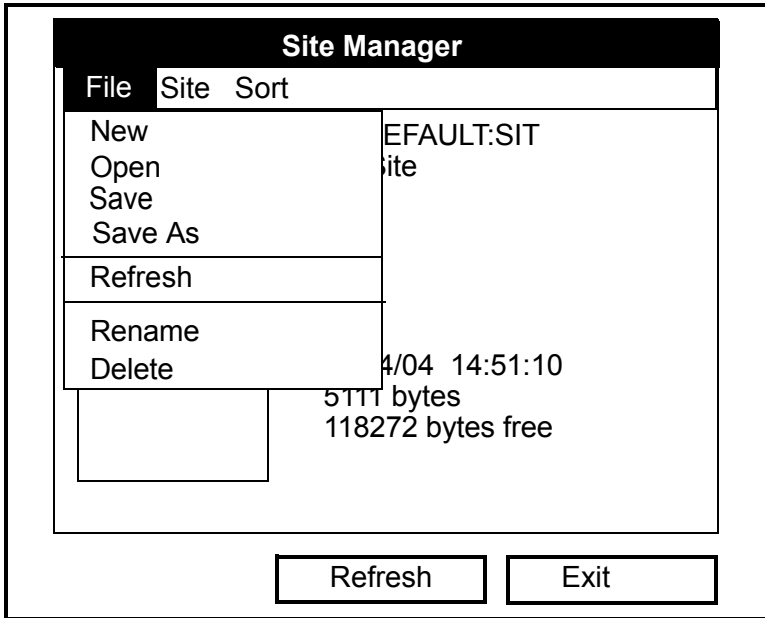 Site Manager
File Site Sort
New
EFAULT:SIT
Open
ite
Save
Save As
Refresh
Rename
Delete
4/04 14:51:10
5111 bytes
118272 bytes free
Refresh
Exit